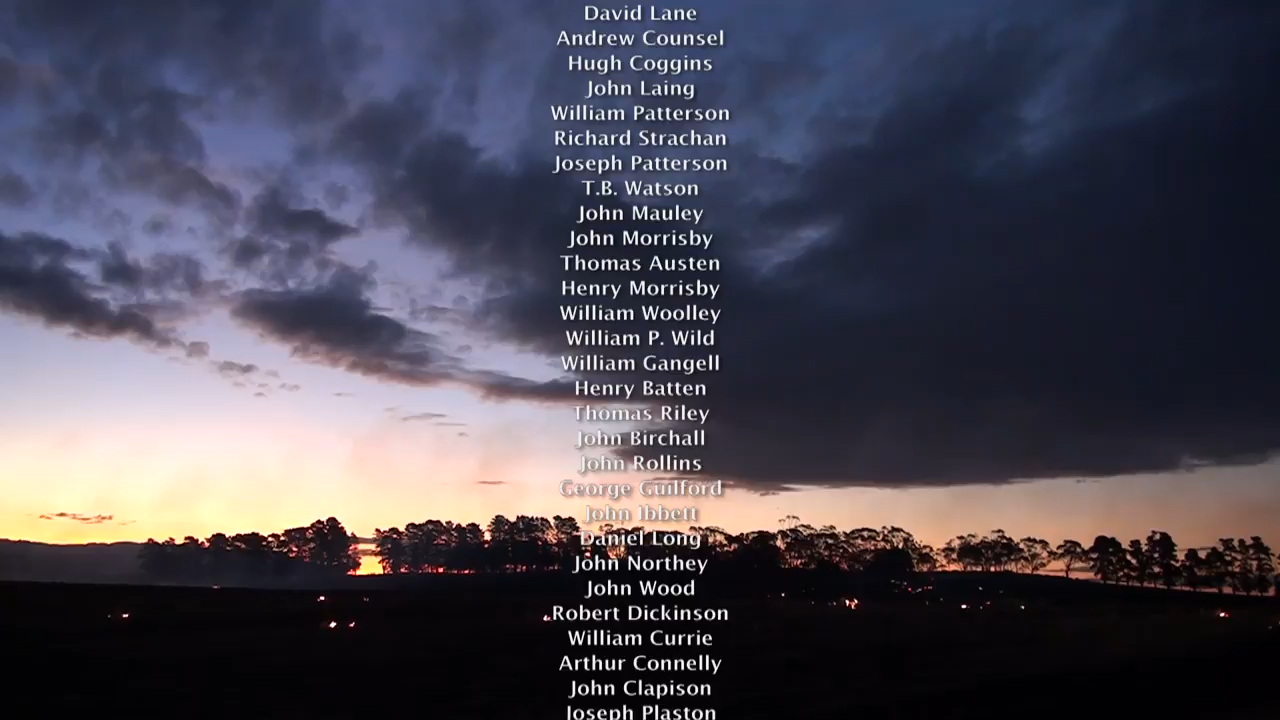 David Lane
Andrew Counsel
Hugh Coggins
John Laing
William Patterson
Richard Strachan
Joseph Patterson
T.B. Watson
John Mauley
John Morrisby
Thomas Austen
Henry Morrisby
William Woolley
William P. Wild
William Gangell
Henry Batten
Thomas Riley
John Birchall
John Rollins
George Guilford
John Ibbett
Daniel Long
John Northey
John Wood
Robert Dickinson
William Currie
Arthur Connelly
John Clapison
Joseph Plaston